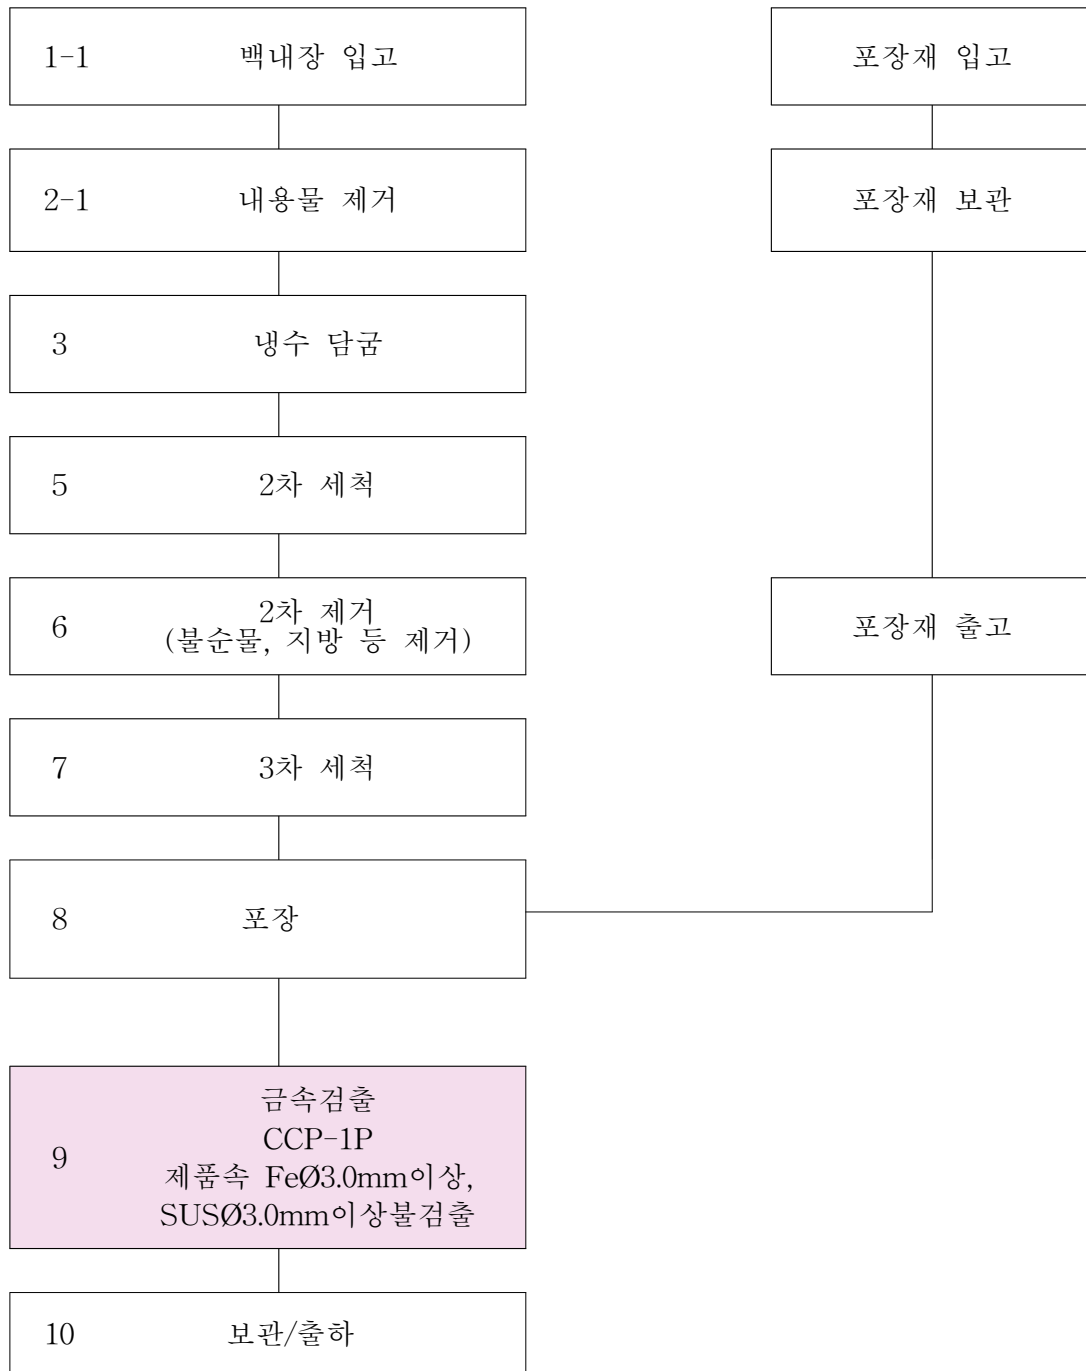 1-1 백내장 입고
포장재 입고
2-1 내용물 제거
포장재 보관
3 냉수 담굼
5 2차 세척
6 2차 제거
(불순물, 지방 등 제거)
포장재 출고
7 3차 세척
8 포장
9 금속검출
CCP-1P
제품속 FeØ3.0mm이상,
SUSØ3.0mm이상불검출
10 보관/출하